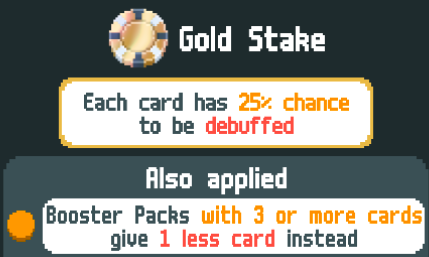 Gold Stake
Each card has 25% chance
to be debuffed
Also applied
Booster Packs with 3 or more cards
give 1 less card instead